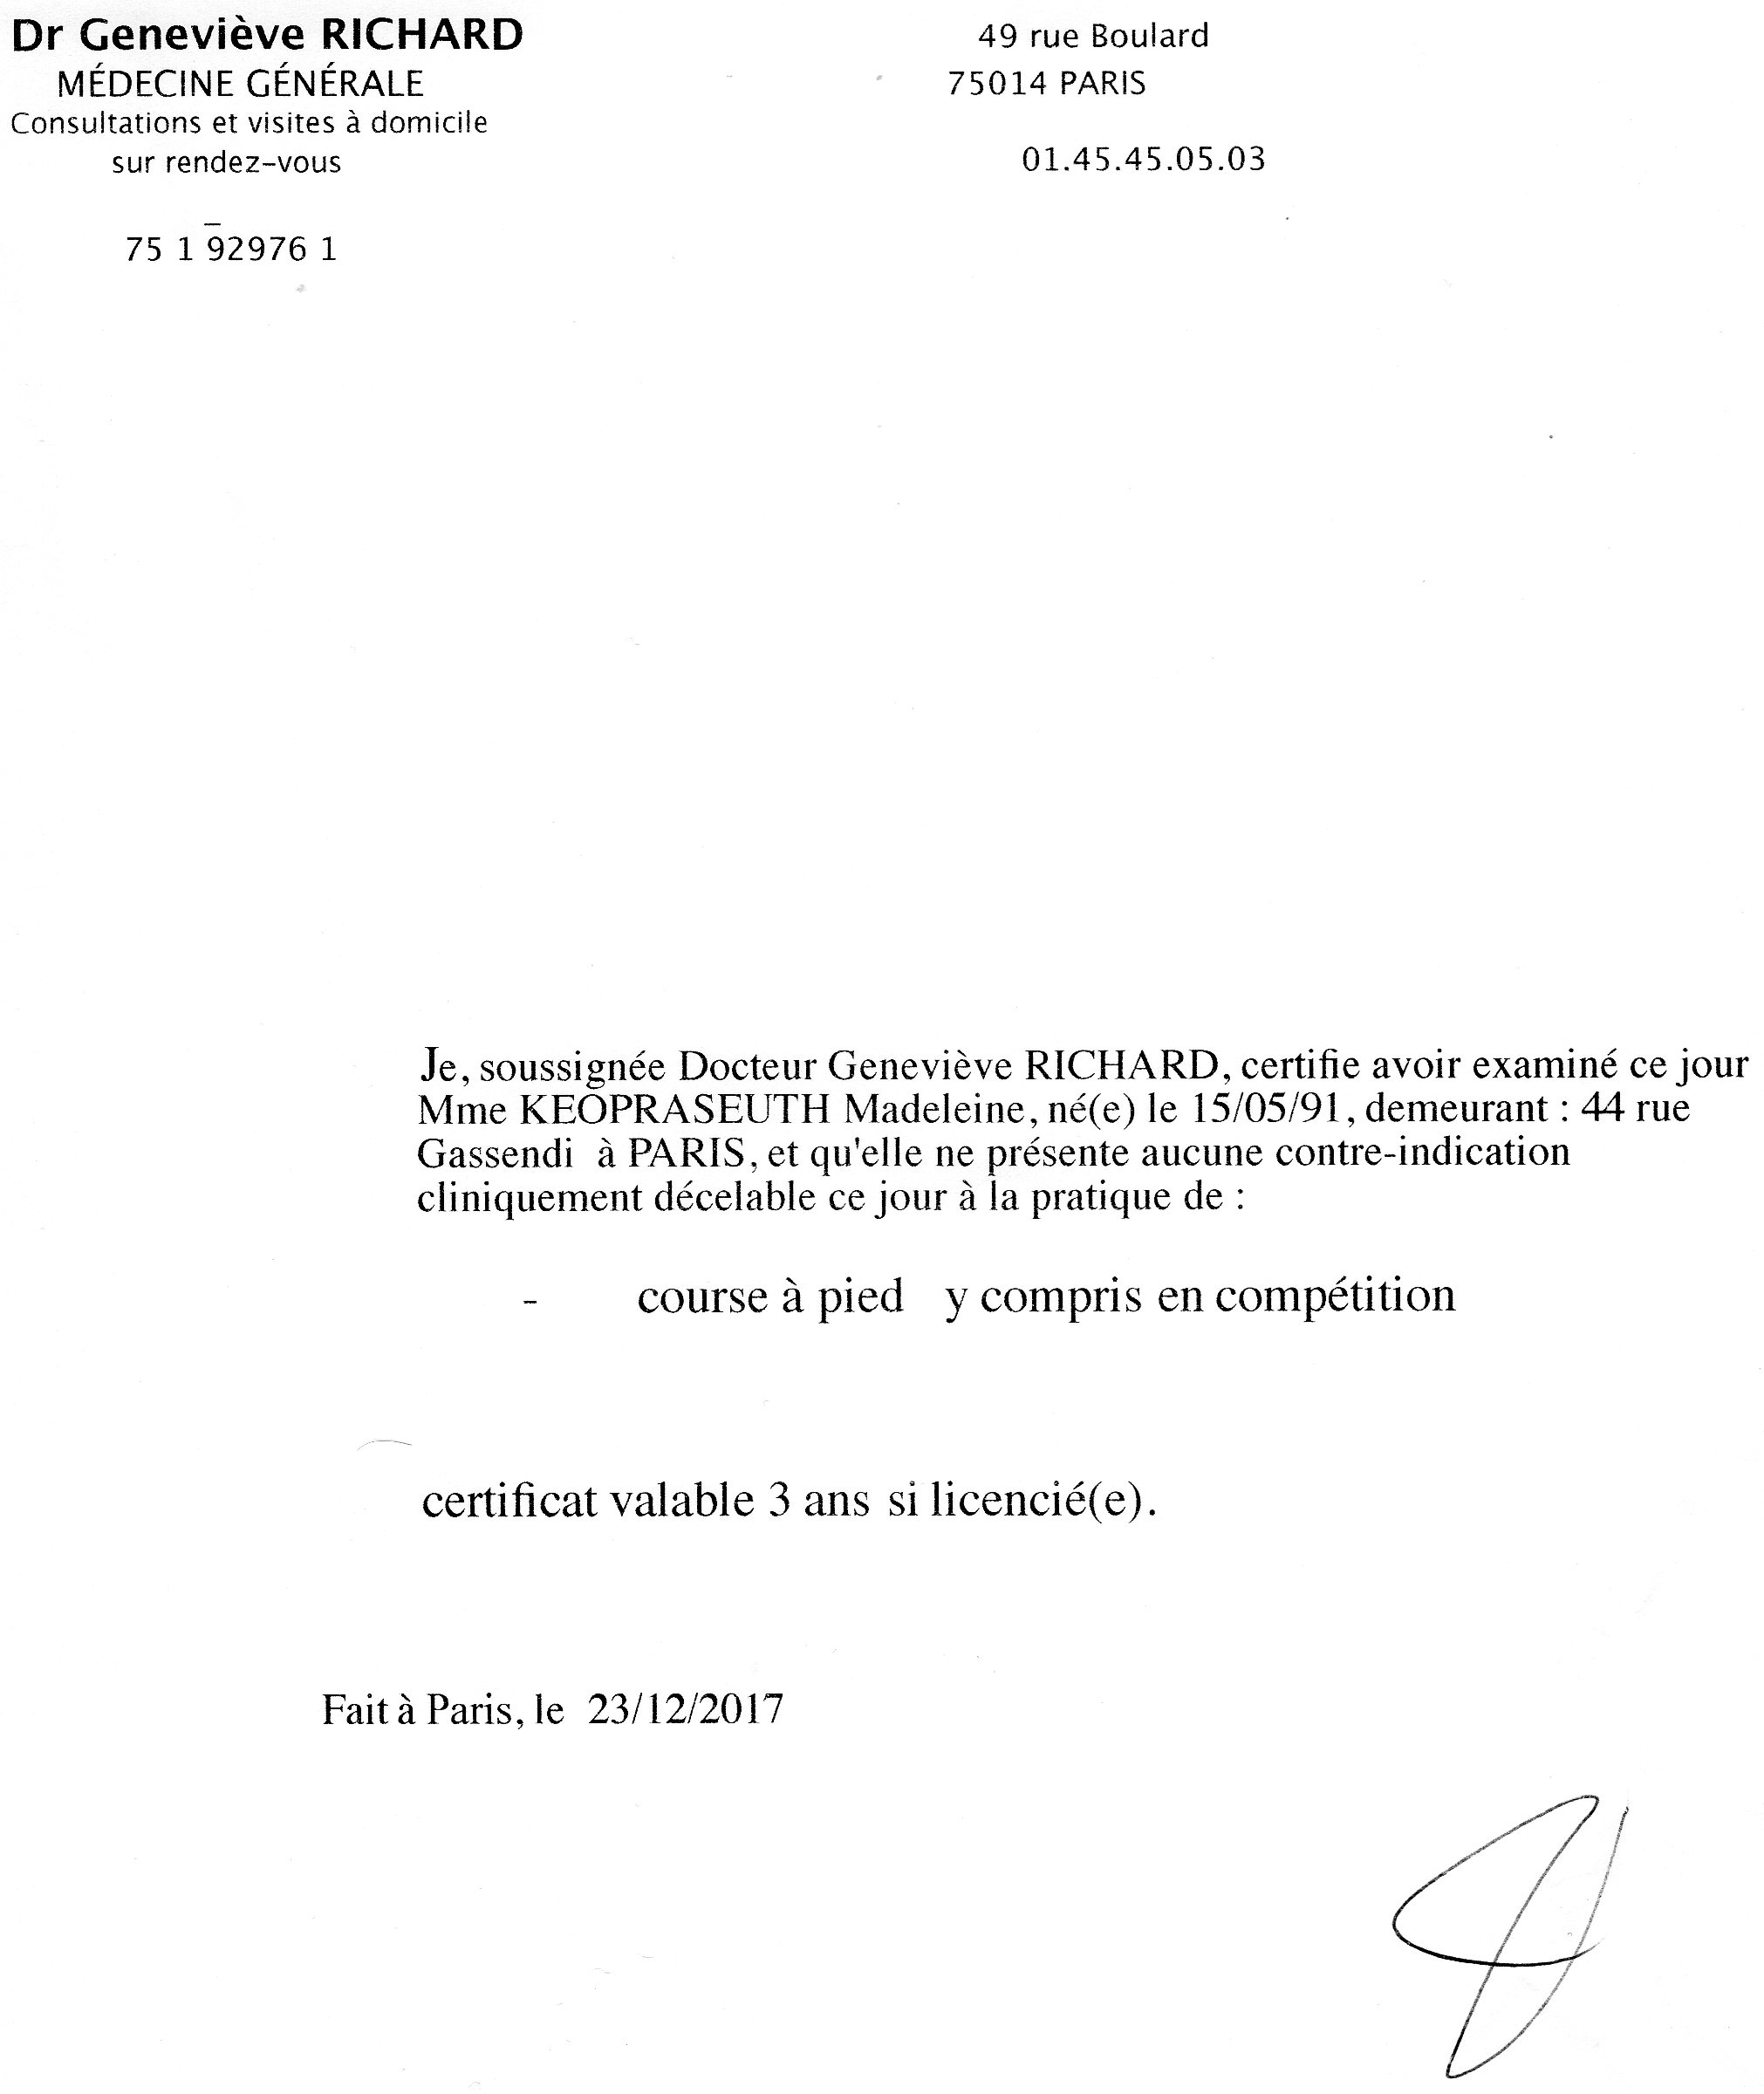 Dr Geneviève RICHARD
MÉDECINE GÉNÉRALE
Consultations et visites à domicile
sur rendez-vous
75 1 92976 1
49 rue Boulard
75014 PARIS
01.45.45.05.03
Je, soussignée Docteur Geneviève RICHARD, certifie avoir examiné ce jour
Mme KEOPRASEUTH Madeleine, né(e) le 15/05/91, demeurant : 44 rue
Gassendi à PARIS, et qu'elle ne présente aucune contre-indication
cliniquement décelable ce jour à la pratique de :
- course à pied y compris en compétition
certificat valable 3 ans si licencié(e).
Fait à Paris, le 23/12/2017